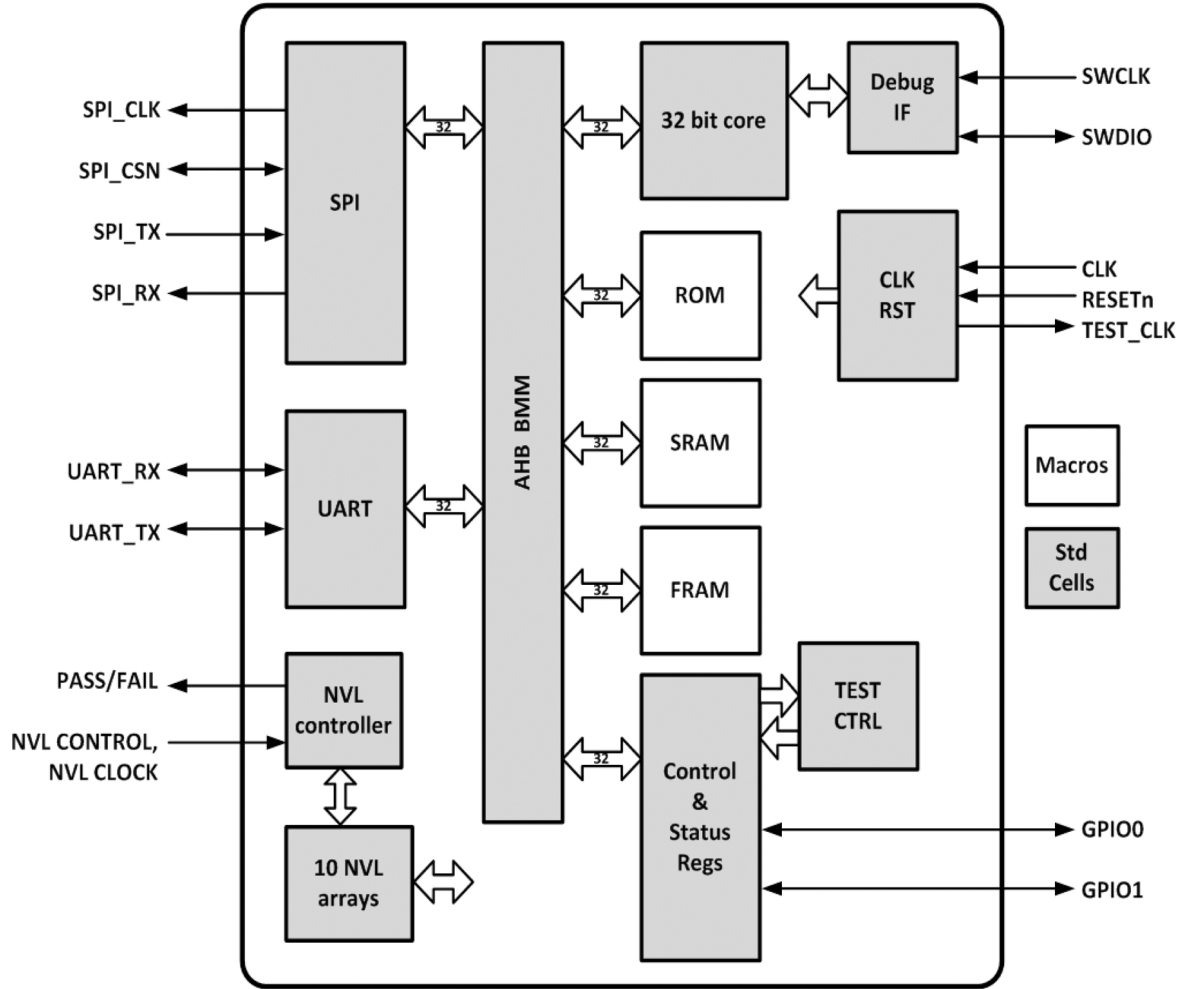 SPI_CLK
SPI_CSN
SPI_TX
SPI_RX
SPI
32
UART_RX
UART_TX
UART
32
PASS/FAIL
NVL CONTROL,
NVL CLOCK
NVL
controller
10 NVL
arrays
AHB BMM
32
32 bit core
Debug
IF
SWCLK
SWDIO
32
ROM
CLK
RST
CLK
RESETn
TEST_CLK
32
SRAM
32
FRAM
32
Control
&
Status
Regs
TEST
CTRL
GPIO0
GPIO1
Macros
Std
Cells